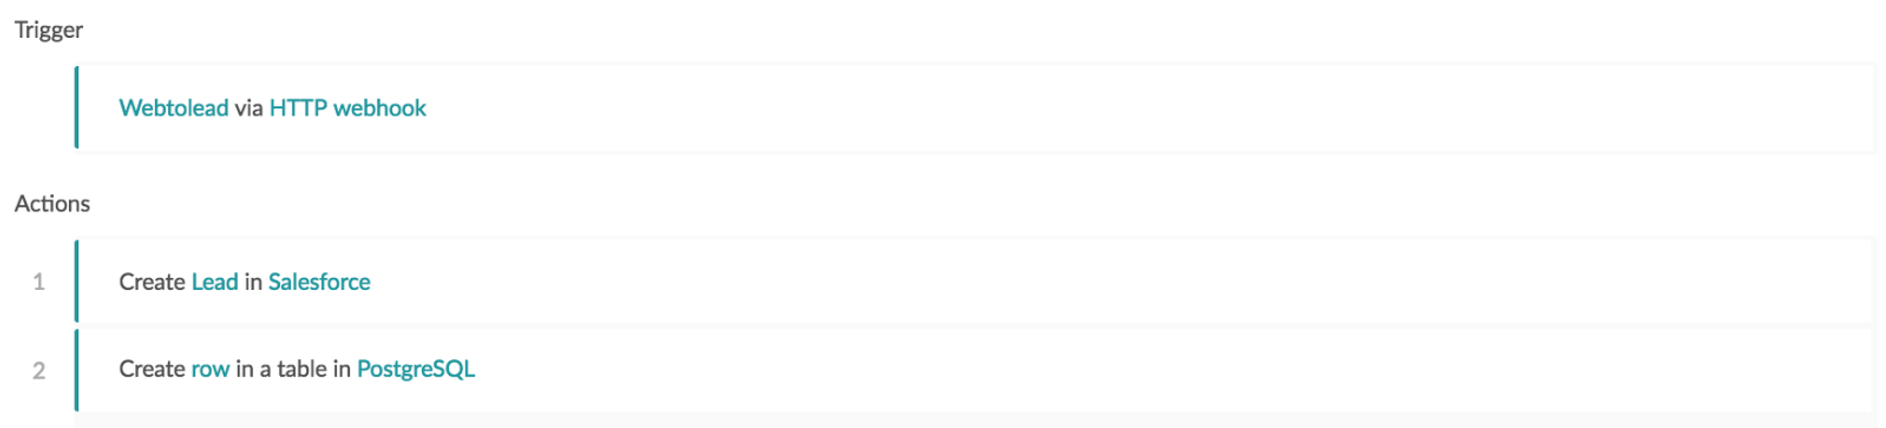 Trigger
Webtolead via HTTP webhook
Actions
1
Create Lead in Salesforce
2
Create row in a table in PostgreSQL